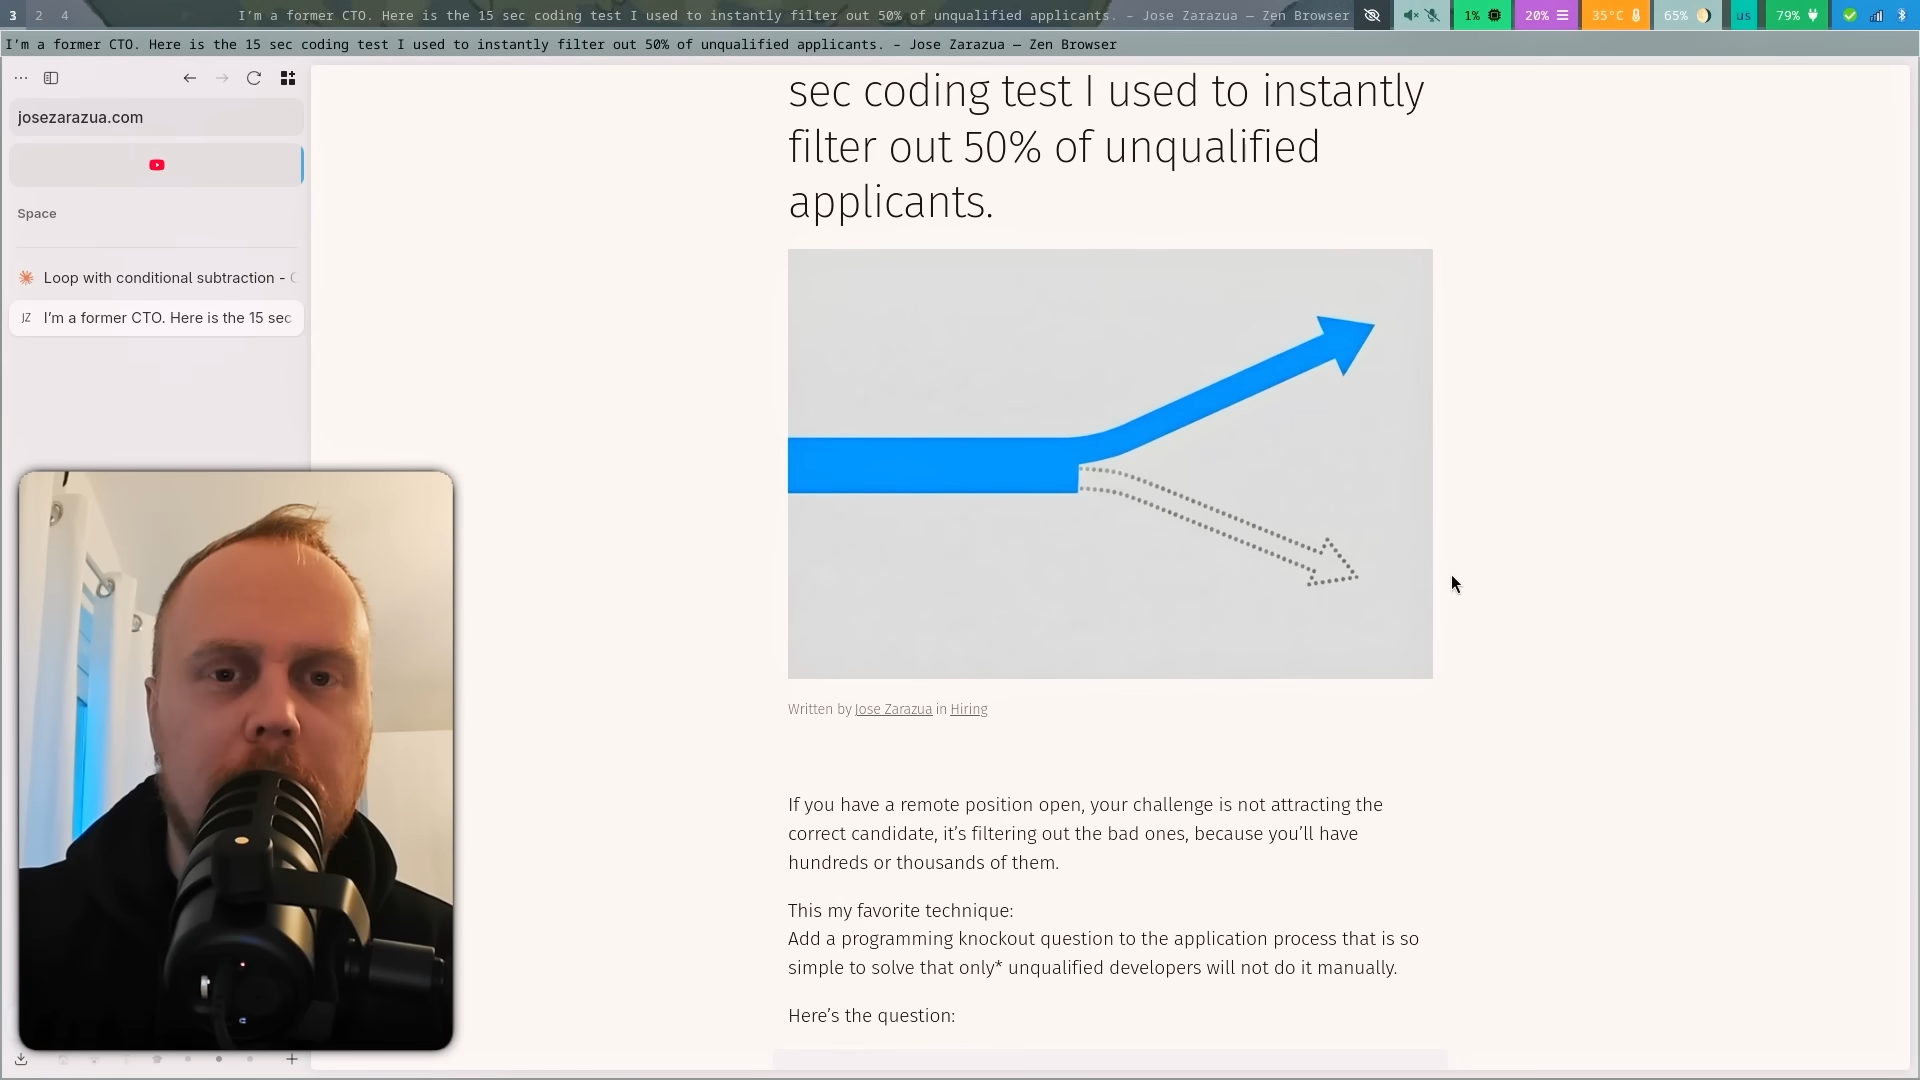 3 2 4 I'm a former CTO. Here is the 15 sec coding test I used to instantly filter out 50% of unqualified applicants. – Jose Zarazua — Zen Browser 1% 20% 35°C 65% us 79%
I'm a former CTO. Here is the 15 sec coding test I used to instantly filter out 50% of unqualified applicants. – Jose Zarazua — Zen Browser
josezarazua.com
Space
Loop with conditional subtraction - C
JZ I'm a former CTO. Here is the 15 sec
sec coding test I used to instantly
filter out 50% of unqualified
applicants.
Written by Jose Zarazua in Hiring
If you have a remote position open, your challenge is not attracting the
correct candidate, it's filtering out the bad ones, because you'll have
hundreds or thousands of them.
This my favorite technique:
Add a programming knockout question to the application process that is so
simple to solve that only* unqualified developers will not do it manually.
Here's the question: